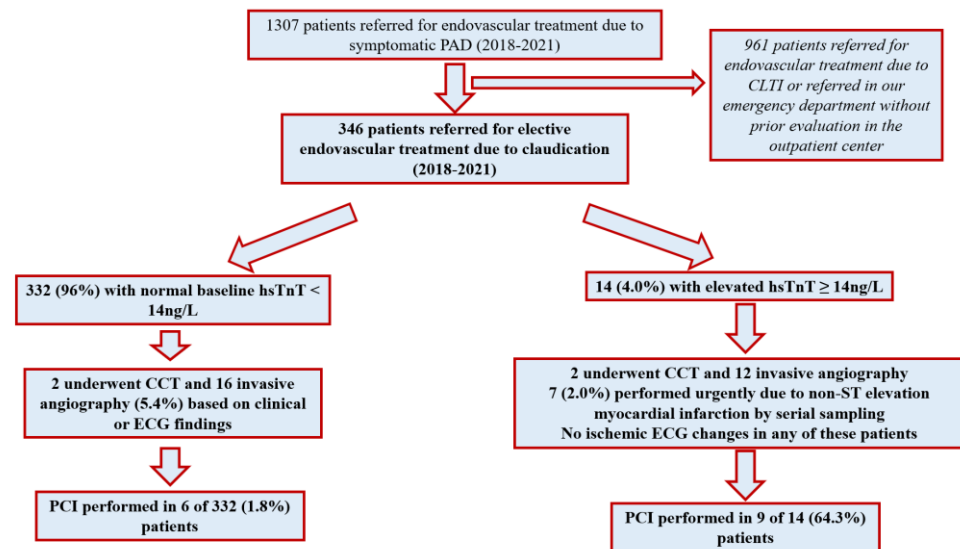 1307 patients referred for endovascular treatment due to
symptomatic PAD (2018-2021)
961 patients referred for
endovascular treatment due to
CLTI or referred in our
emergency department without
prior evaluation in the
outpatient center
346 patients referred for elective
endovascular treatment due to claudication
(2018-2021)
332 (96%) with normal baseline hsTnT <
14ng/L
14 (4.0%) with elevated hsTnT ≥ 14ng/L
2 underwent CCT and 16 invasive
angiography (5.4%) based on clinical
or ECG findings
2 underwent CCT and 12 invasive angiography
7 (2.0%) performed urgently due to non-ST elevation
myocardial infarction by serial sampling
No ischemic ECG changes in any of these patients
PCI performed in 6 of 332 (1.8%)
patients
PCI performed in 9 of 14 (64.3%)
patients